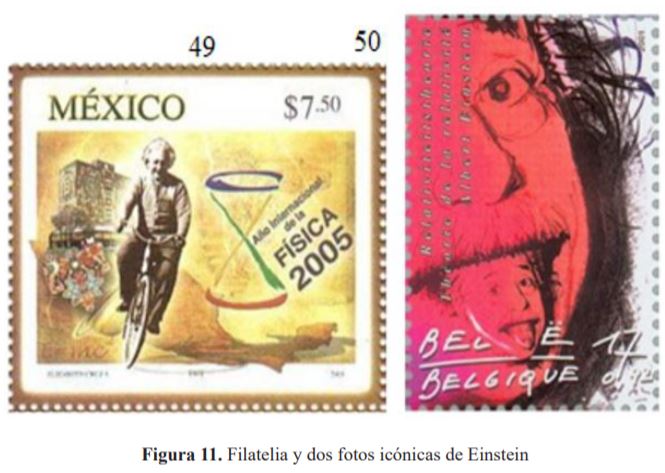 49
50
MÉXICO
$7.50
Año Internacional
de la
FÍSICA
2005
Relativiteitstheorie
Théorie de la relativité
Albert Einstein
BELGIË 17
BELGIQUE
Figura 11. Filatelia y dos fotos icónicas de Einstein